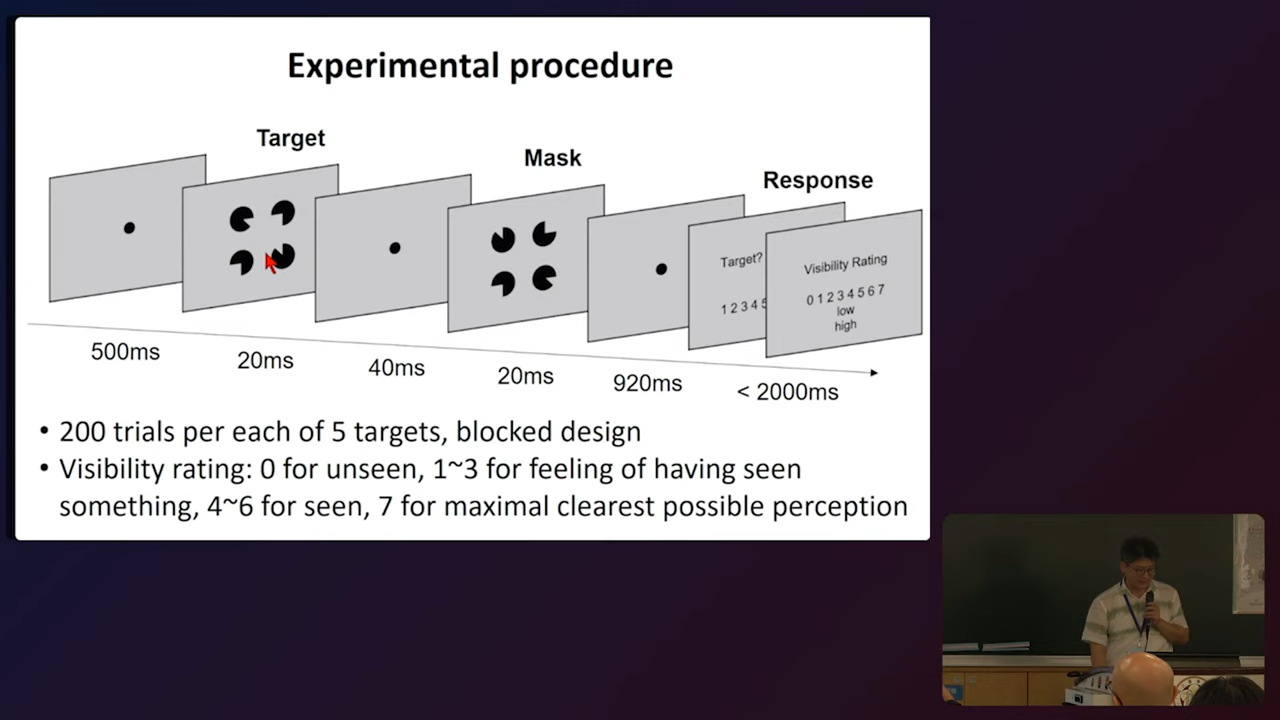 Experimental procedure
Target
Mask
Response
Target?
1 2 3 4 5
Visibility Rating
0 1 2 3 4 5 6 7
low
high
500ms
20ms
40ms
20ms
920ms
< 2000ms
• 200 trials per each of 5 targets, blocked design
• Visibility rating: 0 for unseen, 1~3 for feeling of having seen
something, 4~6 for seen, 7 for maximal clearest possible perception